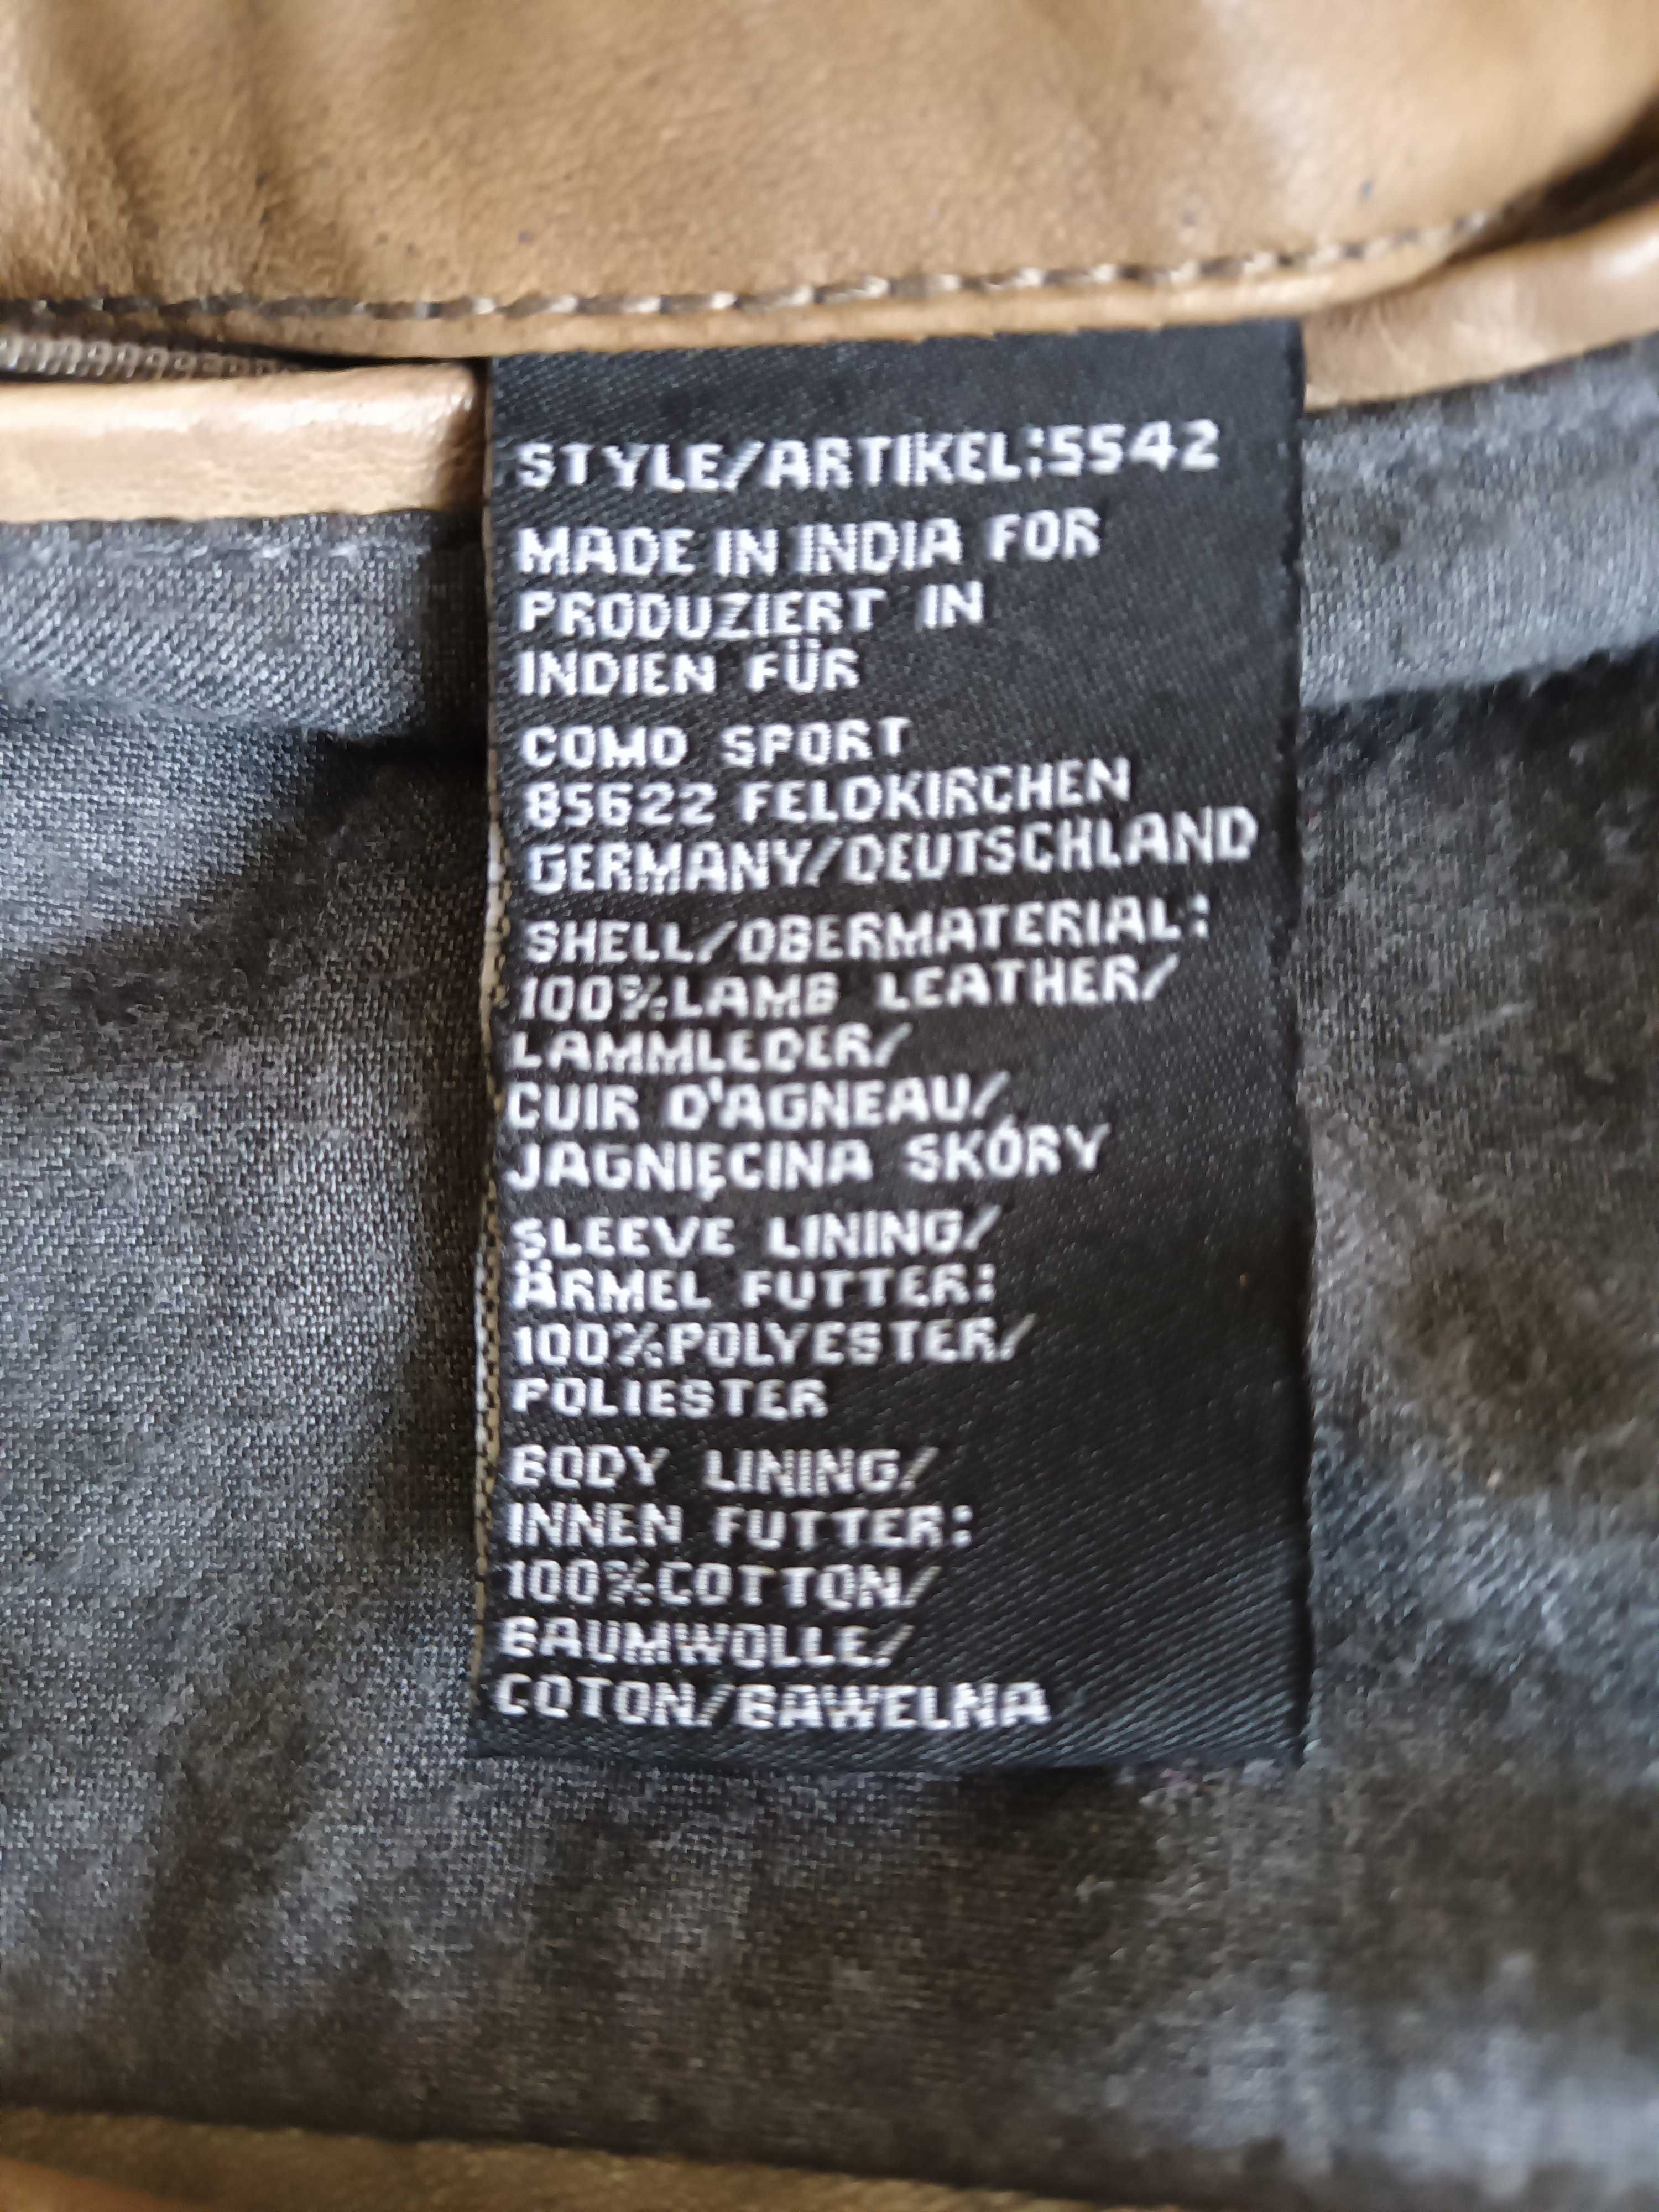 STYLE/ARTIKEL:5542
MADE IN INDIA FOR
PRODUZIERT IN
INDIEN FÜR
COMO SPORT
85622 FELDKIRCHEN
GERMANY/DEUTSCHLAND
SHELL/OBERMATERIAL:
100%LAMB LEATHER/
LAMMLEDER/
CUIR D'AGNEAU/
JAGNIĘCINA SKÓRY
SLEEVE LINING/
ÄRMEL FUTTER:
100%POLYESTER/
POLIESTER
BODY LINING/
INNEN FUTTER:
100%COTTON/
BAUMWOLLE/
COTON/BAWELNA